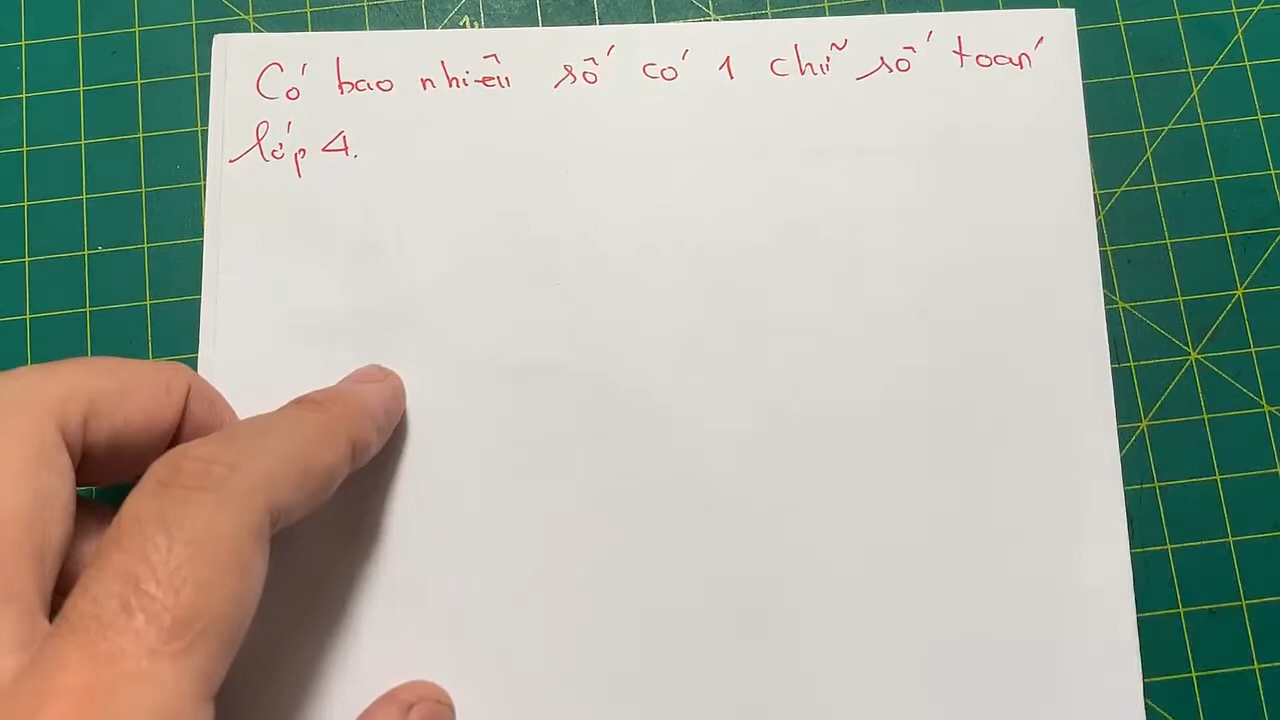 Có bao nhiêu số có 1 chữ số toán
lớp 4.